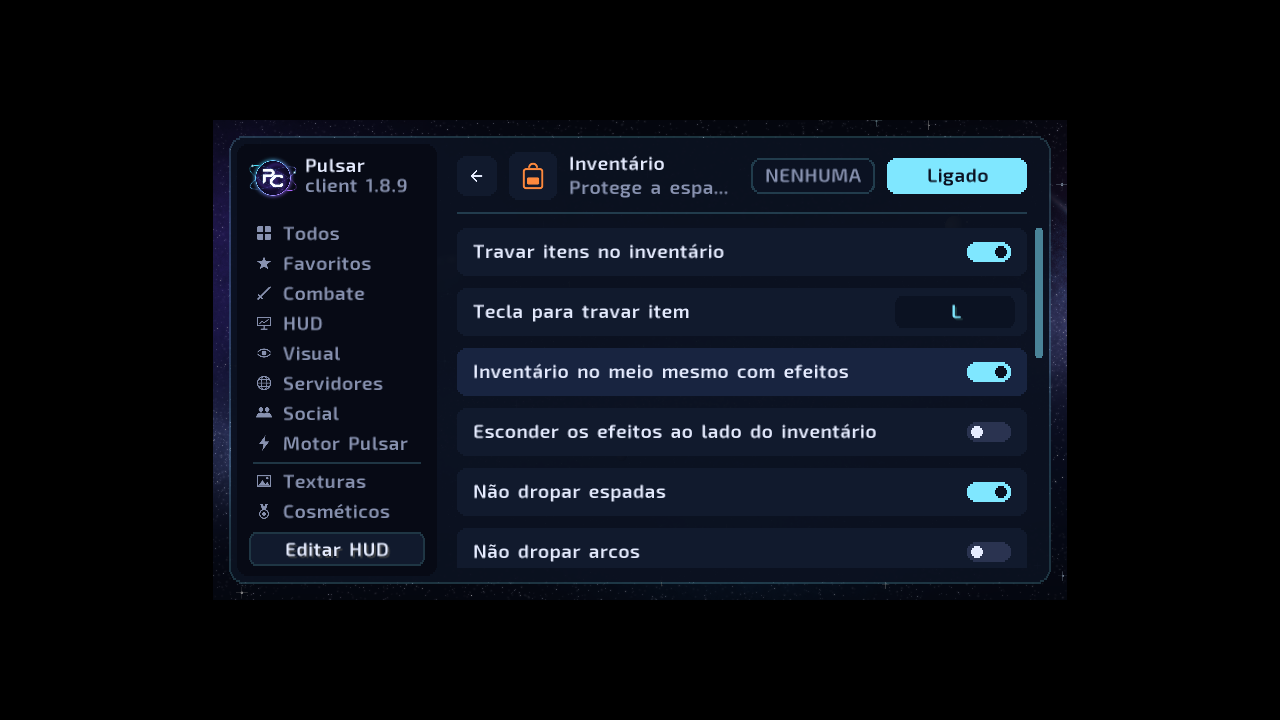 Pulsar
client 1.8.9
Todos
Favoritos
Combate
HUD
Visual
Servidores
Social
Motor Pulsar
Texturas
Cosméticos
Editar HUD
Inventário
Protege a espa...
NENHUMA
Ligado
Travar itens no inventário
Tecla para travar item
L
Inventário no meio mesmo com efeitos
Esconder os efeitos ao lado do inventário
Não dropar espadas
Não dropar arcos